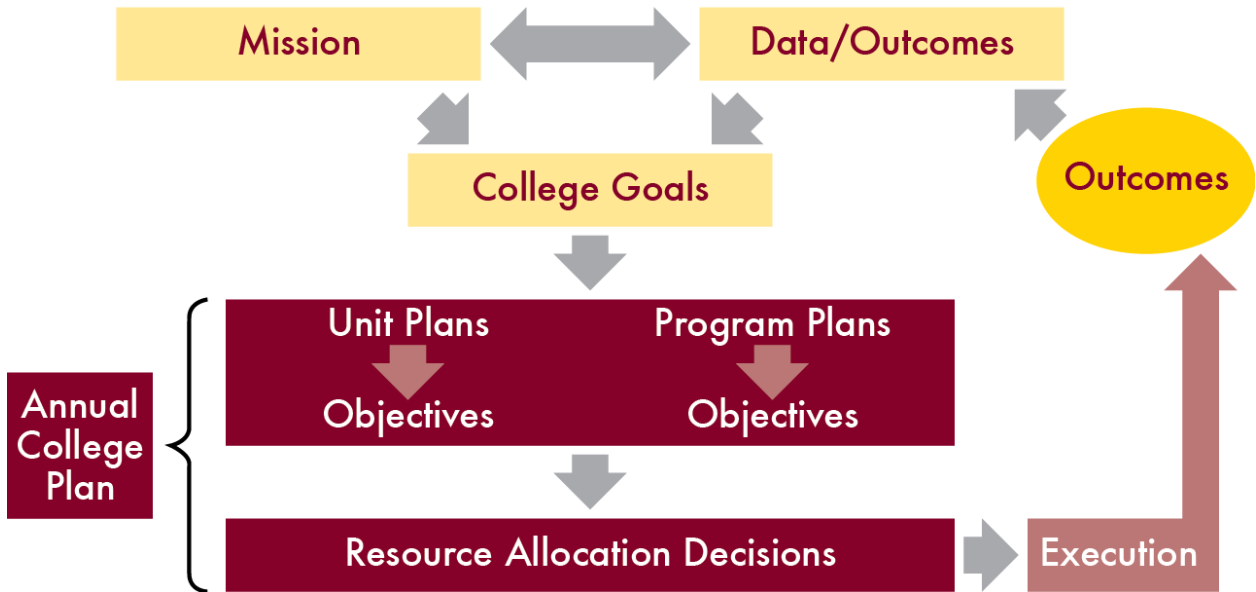 Mission
Data/Outcomes
College Goals
Outcomes
Unit Plans
Program Plans
Objectives
Objectives
Annual
College
Plan
Resource Allocation Decisions
Execution